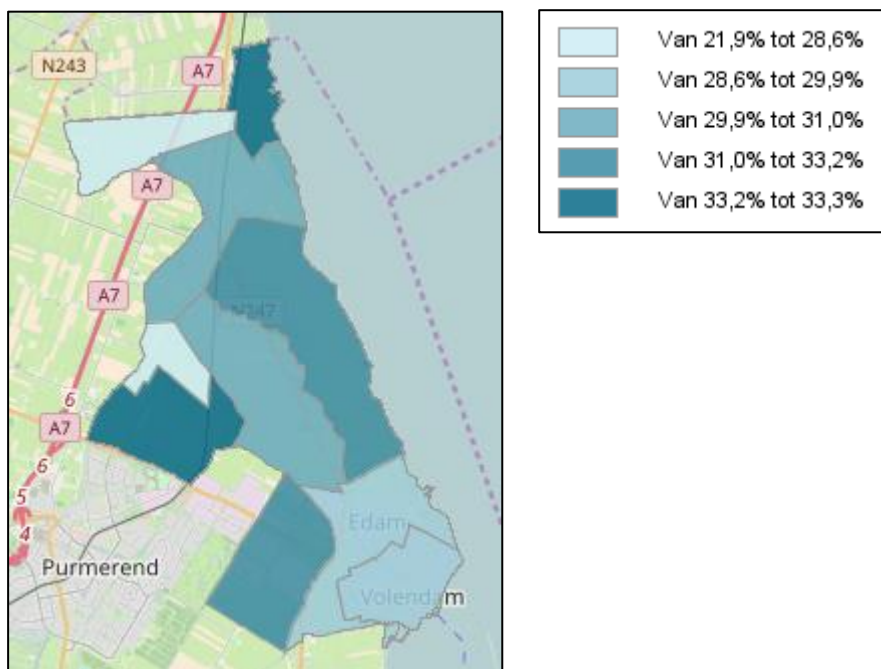 N243
A7
A7
A7
N247
6
A7
6
5
4
Purmerend
Edam
Volendam
Van 21,9% tot 28,6%
Van 28,6% tot 29,9%
Van 29,9% tot 31,0%
Van 31,0% tot 33,2%
Van 33,2% tot 33,3%